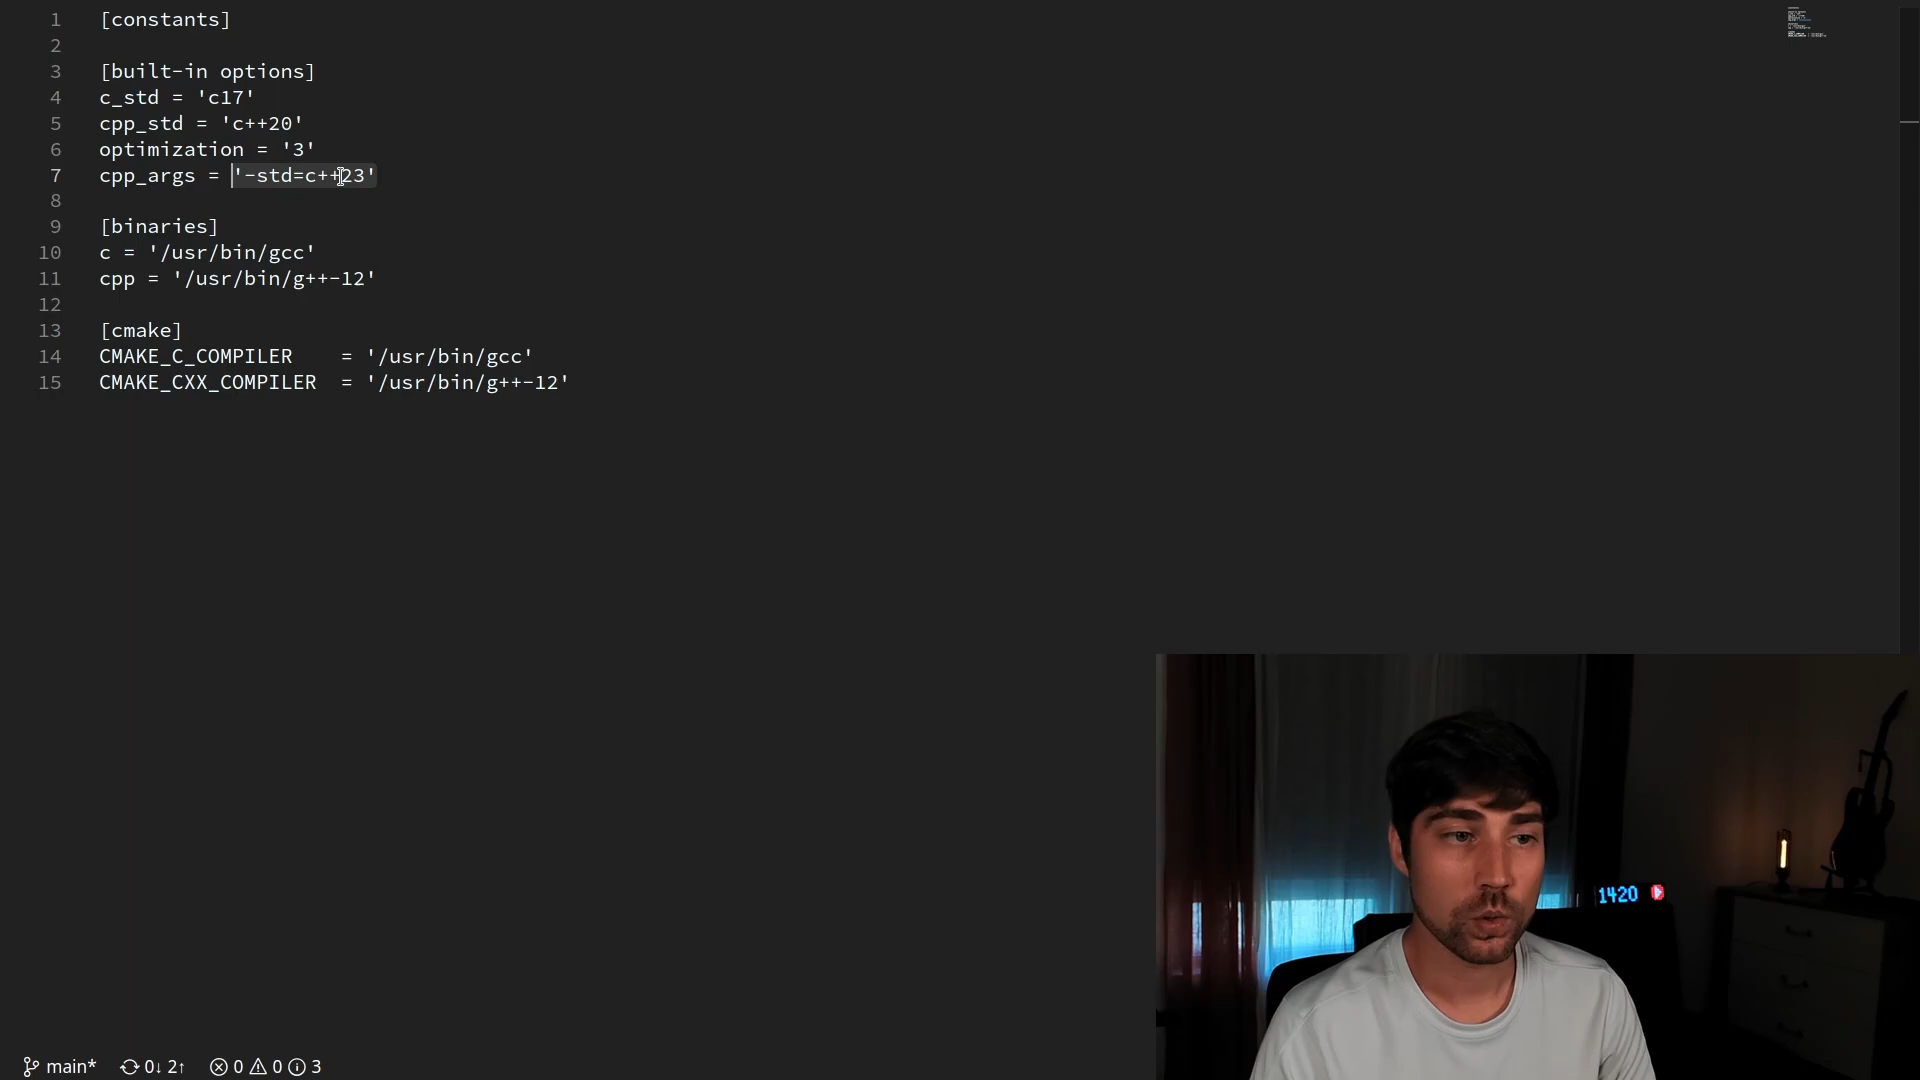 1 [constants]
2
3 [built-in options]
4 c_std = 'c17'
5 cpp_std = 'c++20'
6 optimization = '3'
7 cpp_args = '-std=c++23'
8
9 [binaries]
10 c = '/usr/bin/gcc'
11 cpp = '/usr/bin/g++-12'
12
13 [cmake]
14 CMAKE_C_COMPILER    = '/usr/bin/gcc'
15 CMAKE_CXX_COMPILER  = '/usr/bin/g++-12'
1420
main* 0↓ 2↑ 0 0 3